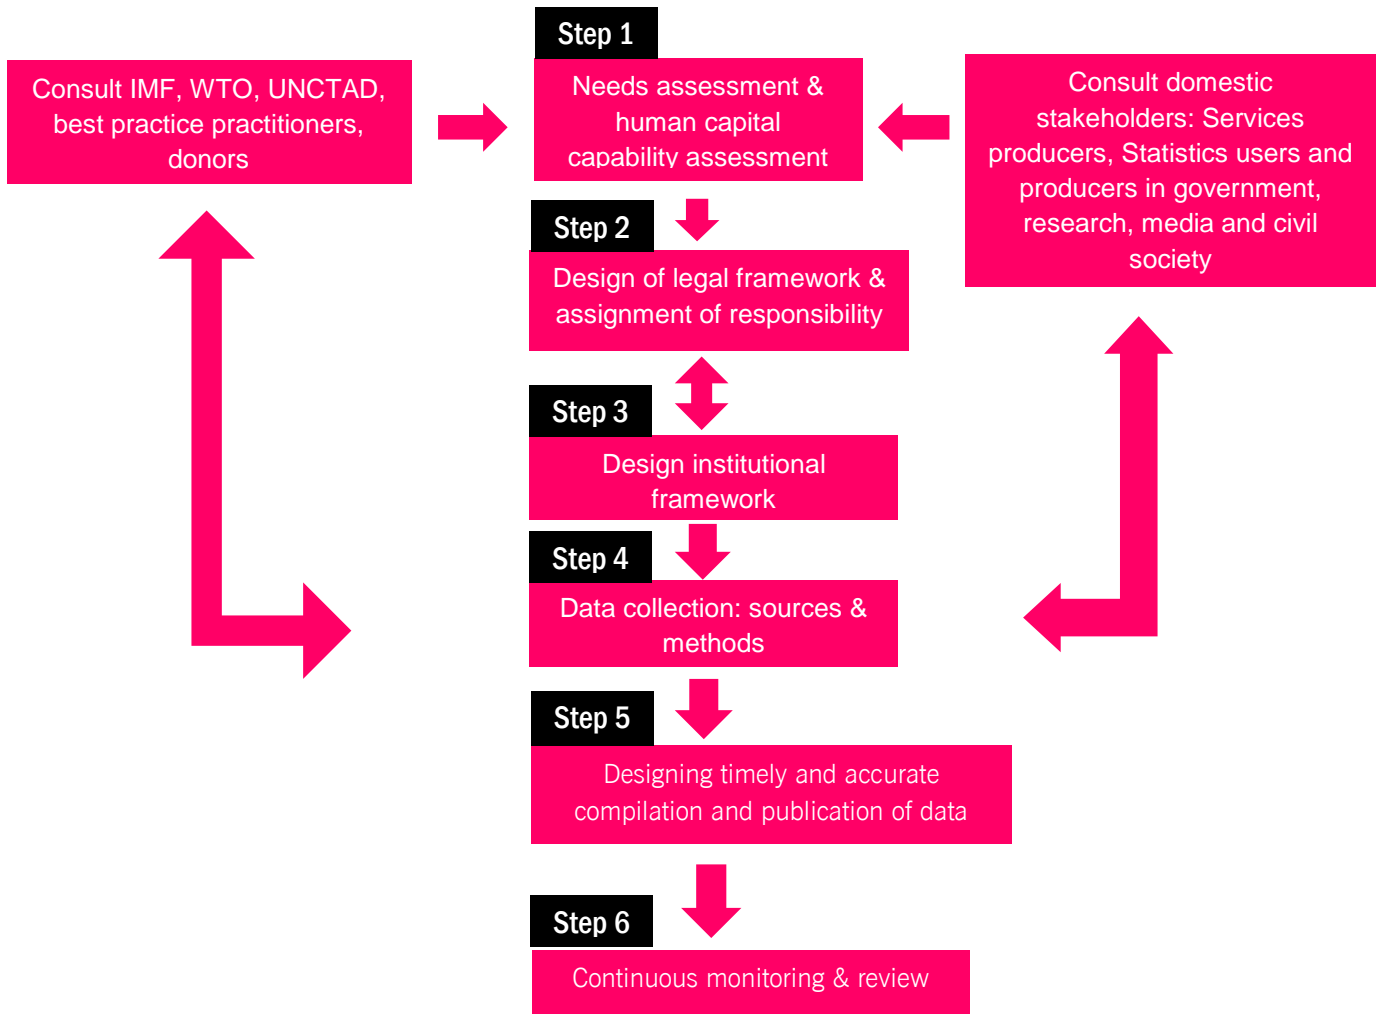 Step 1
Consult IMF, WTO, UNCTAD,
best practice practitioners,
donors
Needs assessment &
human capital
capability assessment
Consult domestic
stakeholders: Services
producers, Statistics users and
producers in government,
research, media and civil
society
Step 2
Design of legal framework &
assignment of responsibility
Step 3
Design institutional
framework
Step 4
Data collection: sources &
methods
Step 5
Designing timely and accurate
compilation and publication of data
Step 6
Continuous monitoring & review